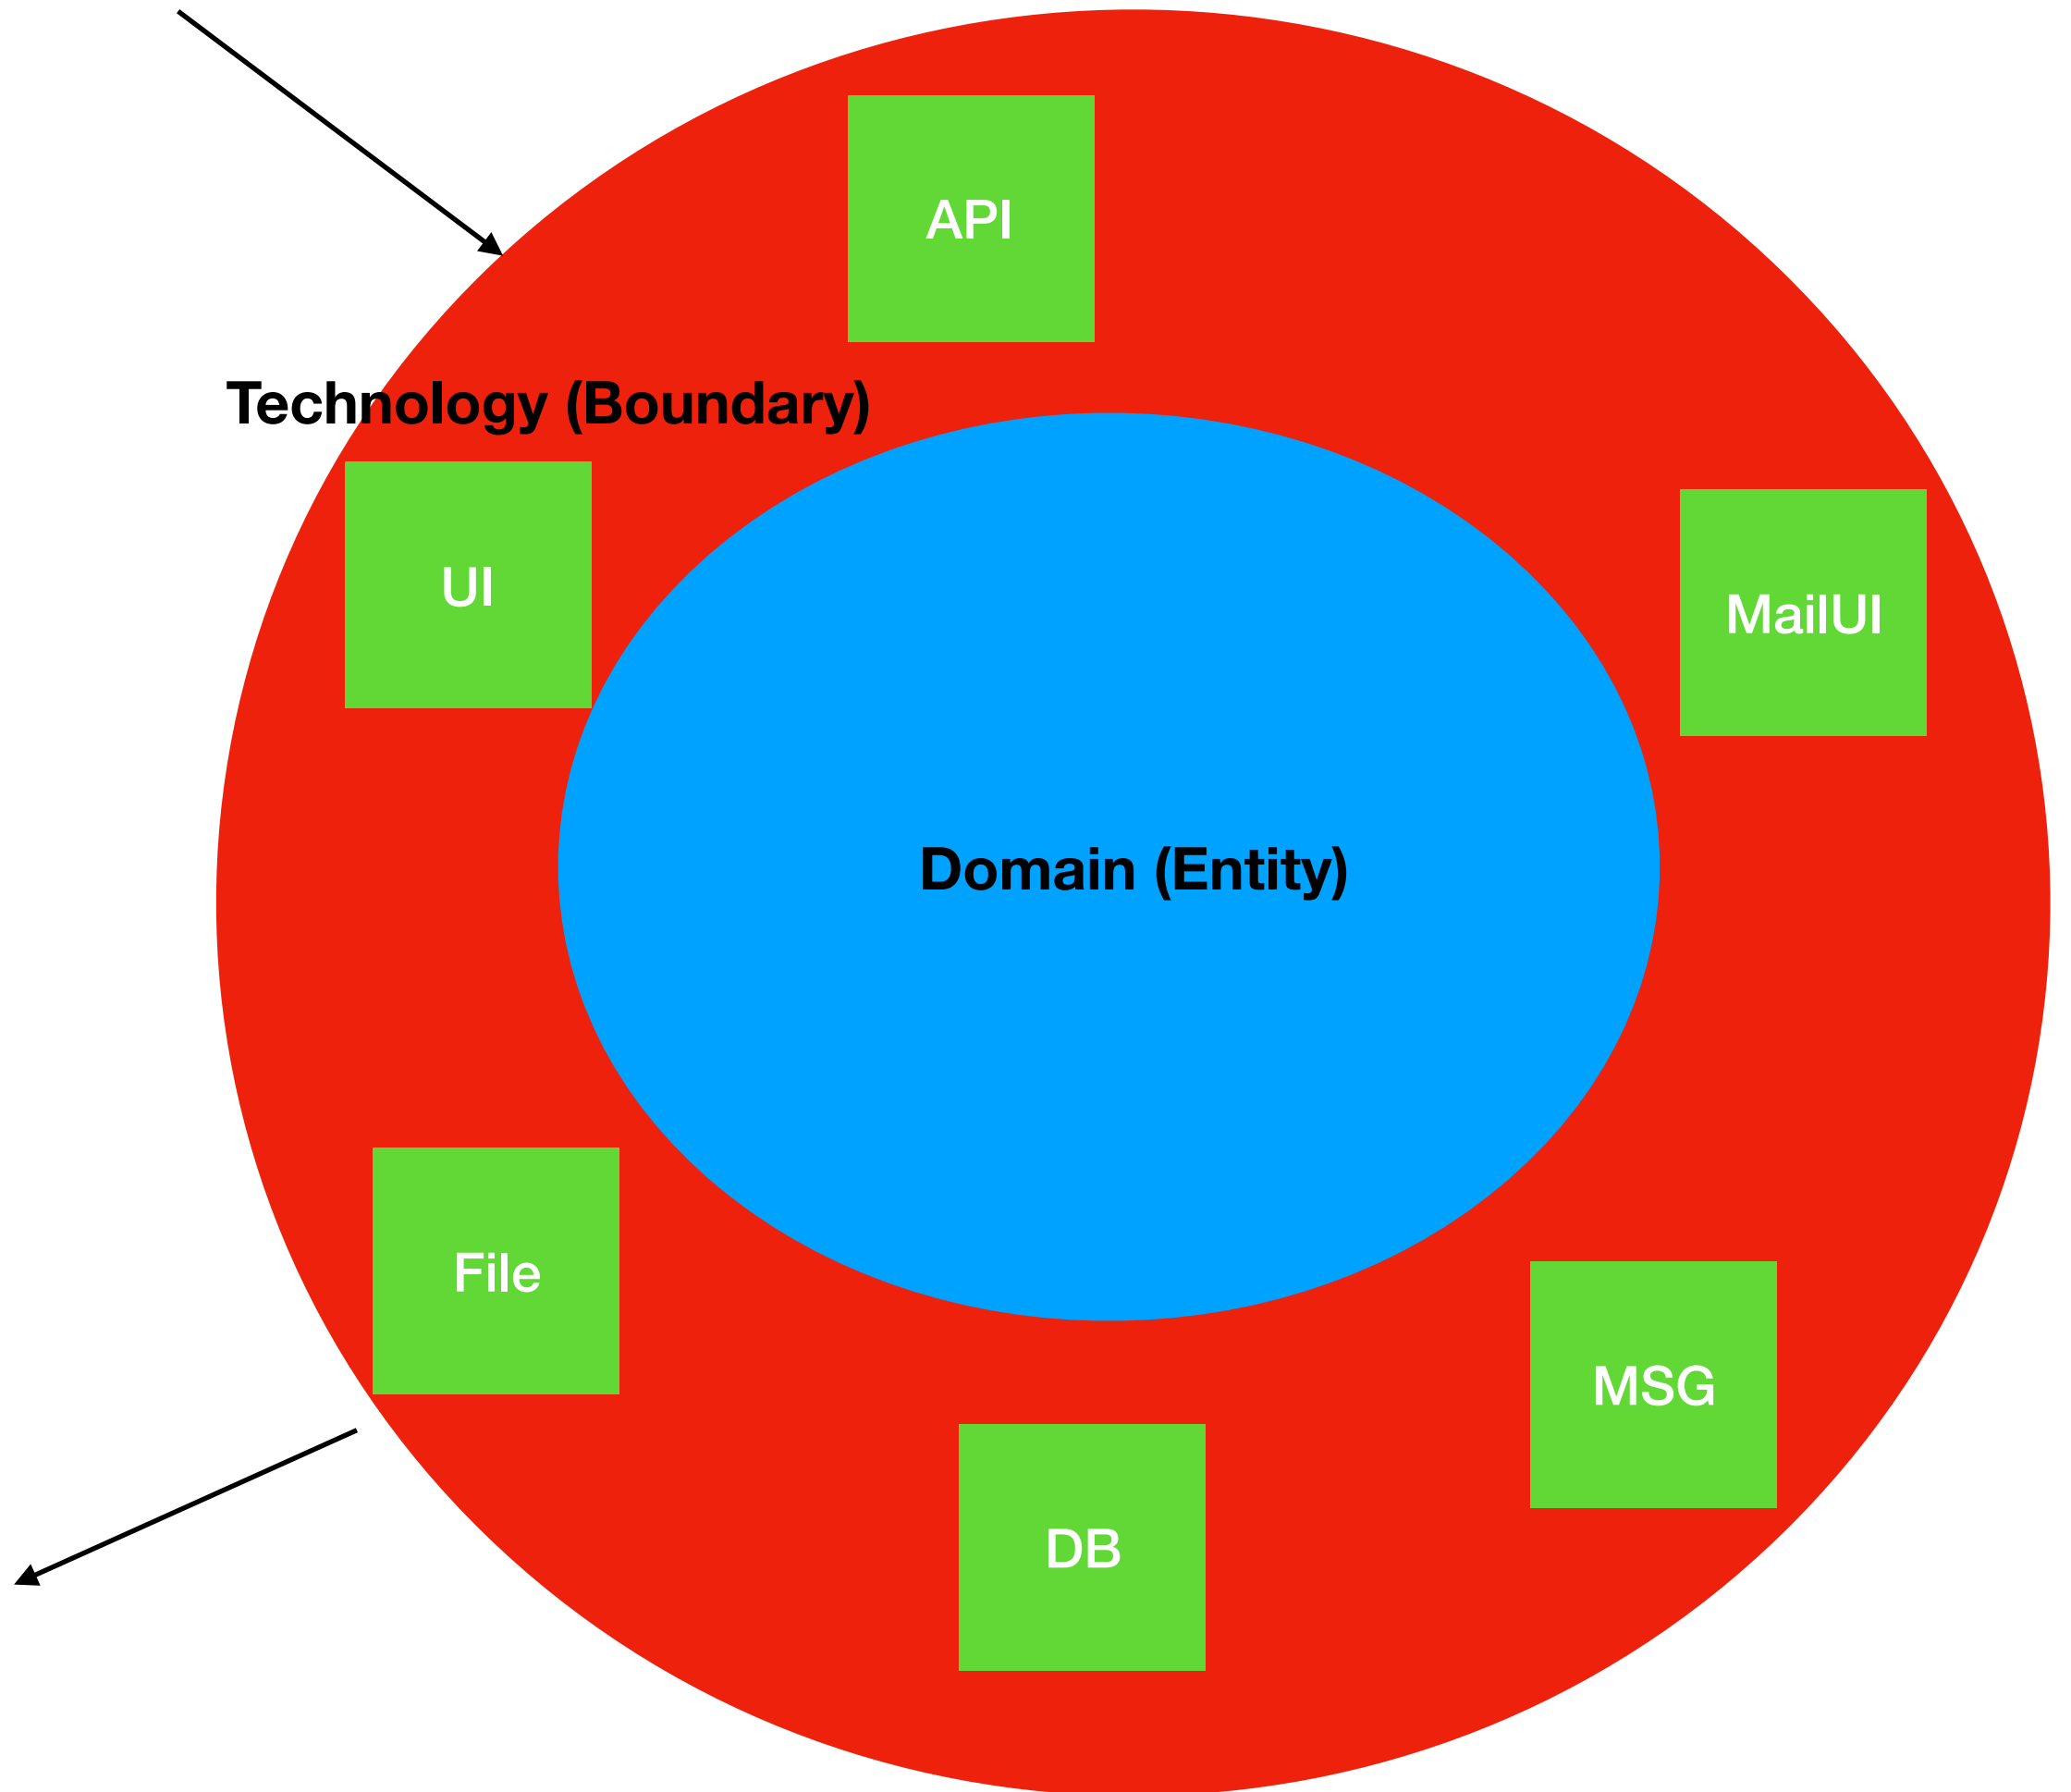 API
Technology (Boundary)
UI
MailUI
Domain (Entity)
File
MSG
DB